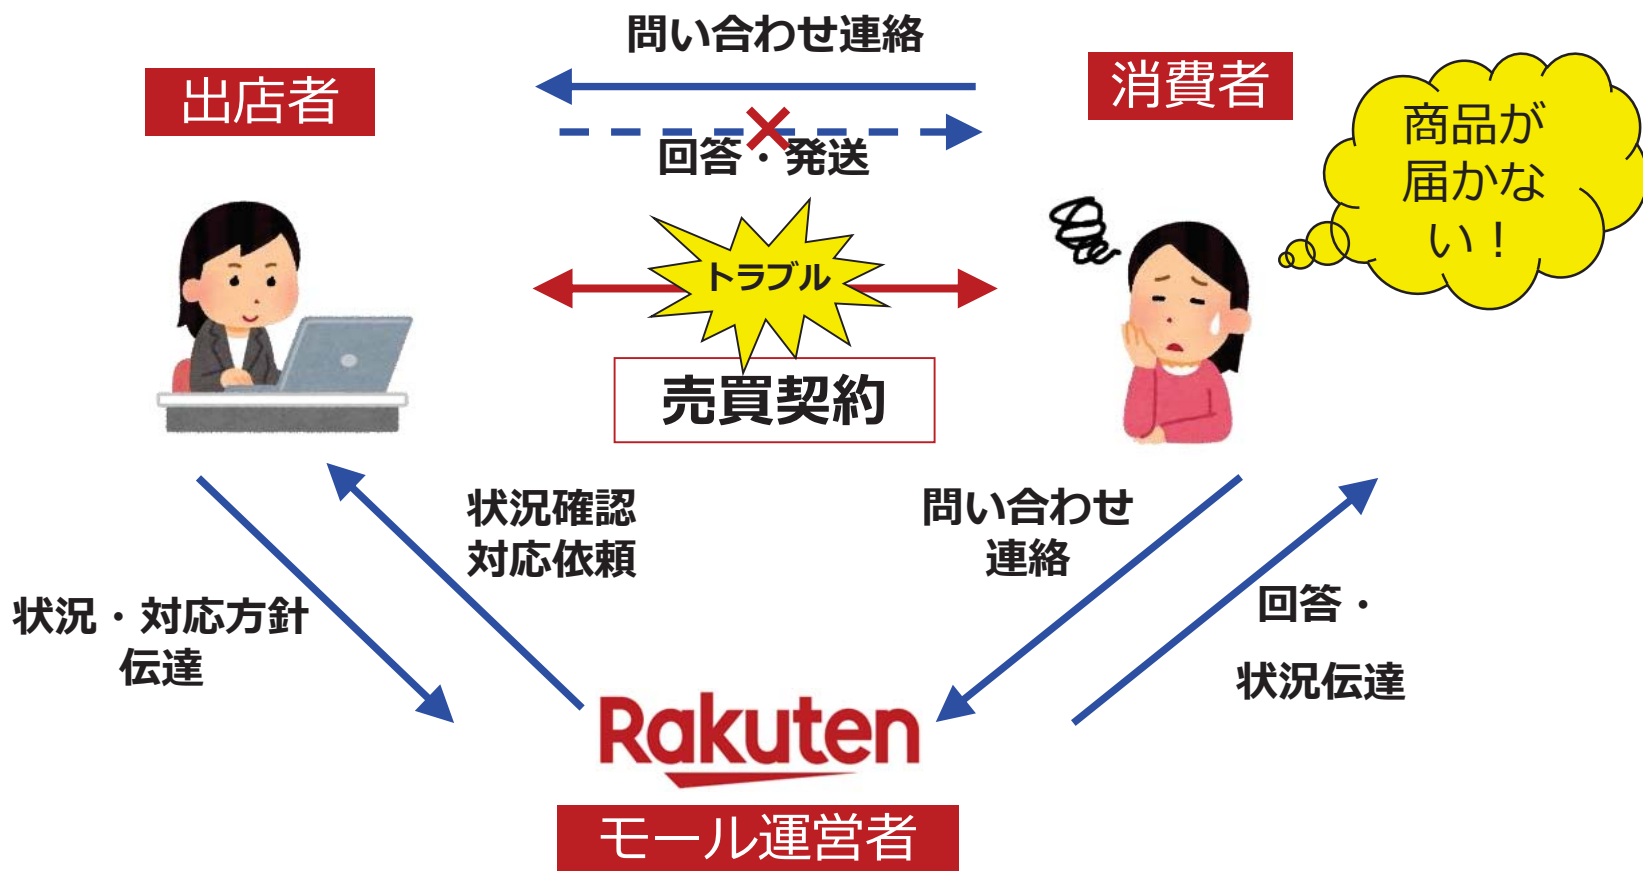 問い合わせ連絡
出店者
消費者
回答・発送
商品が
届かな
い！
トラブル
売買契約
状況確認
対応依頼
問い合わせ
連絡
状況・対応方針
伝達
回答・
状況伝達
Rakuten
モール運営者